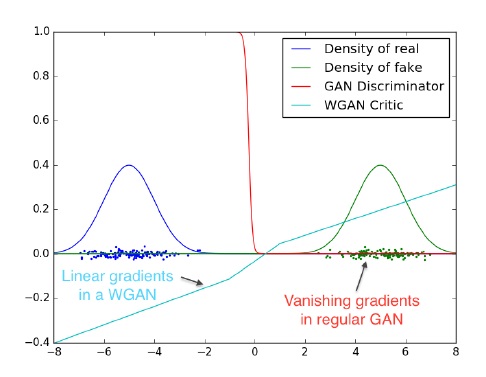 1.0
0.8
0.6
0.4
0.2
0.0
−0.2
−0.4
−8
−6
−4
−2
0
2
4
6
8
Density of real
Density of fake
GAN Discriminator
WGAN Critic
Linear gradients
in a WGAN
Vanishing gradients
in regular GAN